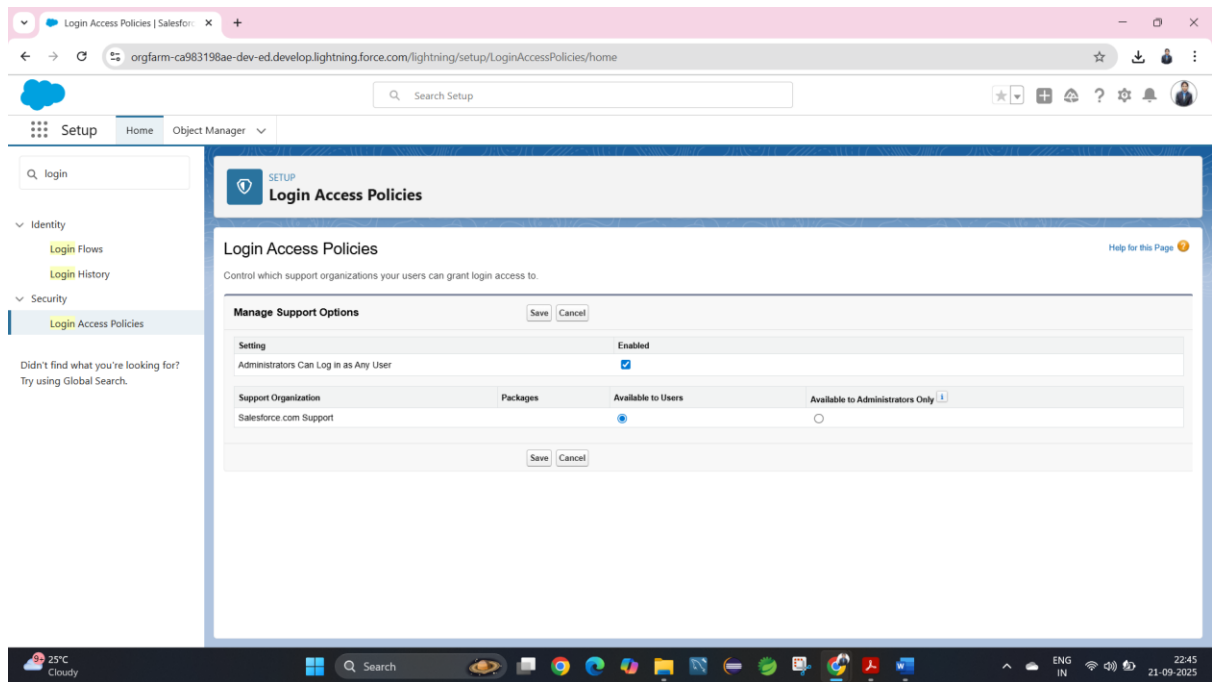 Login Access Policies | Salesforc
orgfarm-ca983198ae-dev-ed.develop.lightning.force.com/lightning/setup/LoginAccessPolicies/home
Search Setup
Setup
Home
Object Manager
login
Identity
Login Flows
Login History
Security
Login Access Policies
Didn't find what you're looking for?
Try using Global Search.
SETUP
Login Access Policies
Login Access Policies
Help for this Page
Control which support organizations your users can grant login access to.
Manage Support Options
Save Cancel
Setting Enabled
Administrators Can Log in as Any User
Support Organization Packages Available to Users Available to Administrators Only i
Salesforce.com Support
Save Cancel
9+
25°C
Cloudy
Search
ENG
IN
22:45
21-09-2025